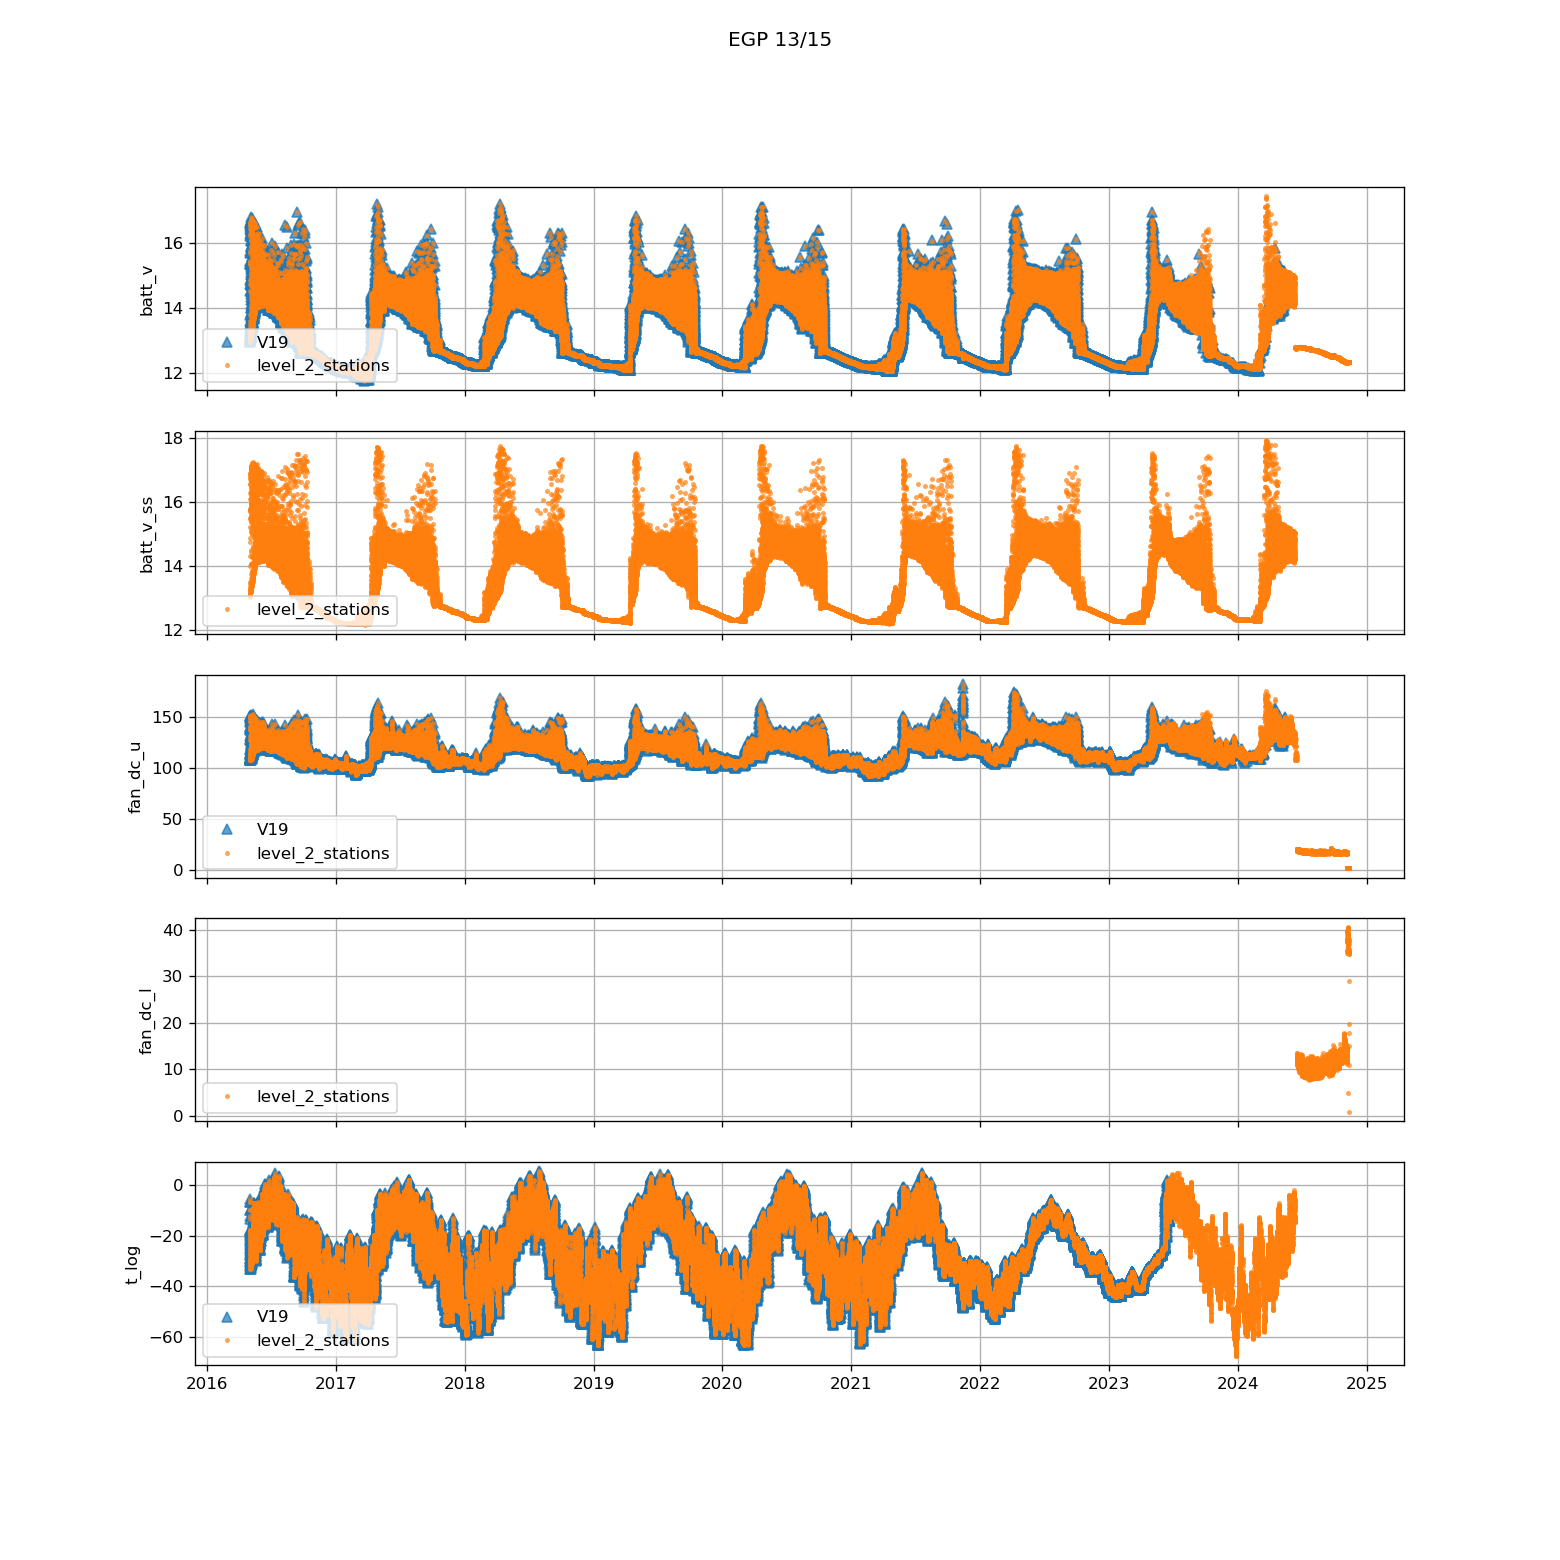 EGP 13/15
16
14
12
batt_v
V19
level_2_stations
18
16
14
12
batt_v_ss
level_2_stations
150
100
50
0
fan_dc_u
V19
level_2_stations
40
30
20
10
0
fan_dc_l
level_2_stations
0
−20
−40
−60
t_log
V19
level_2_stations
2016 2017 2018 2019 2020 2021 2022 2023 2024 2025